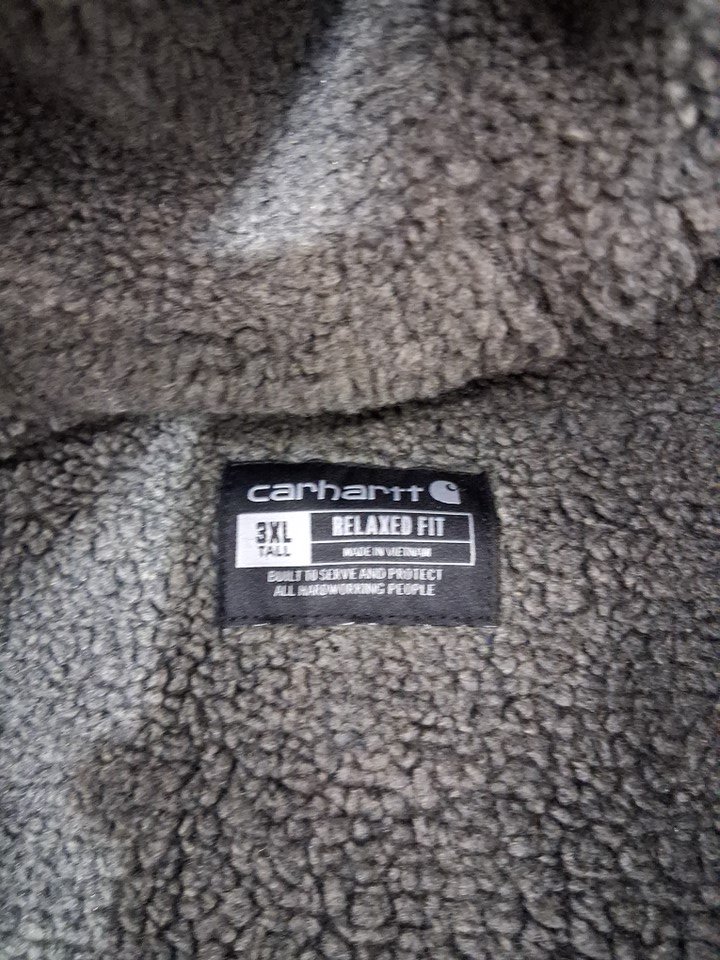 carhartt
3XL
TALL
RELAXED FIT
MADE IN VIETNAM
BUILT TO SERVE AND PROTECT
ALL HARDWORKING PEOPLE